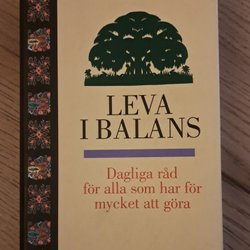 LEVA
I BALANS
Dagliga råd
för alla som har för
mycket att göra